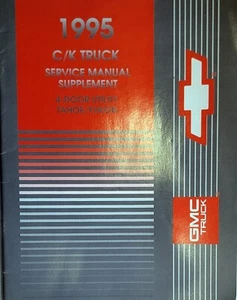 1995
C/K TRUCK
SERVICE MANUAL
SUPPLEMENT
GMC
TRUCK